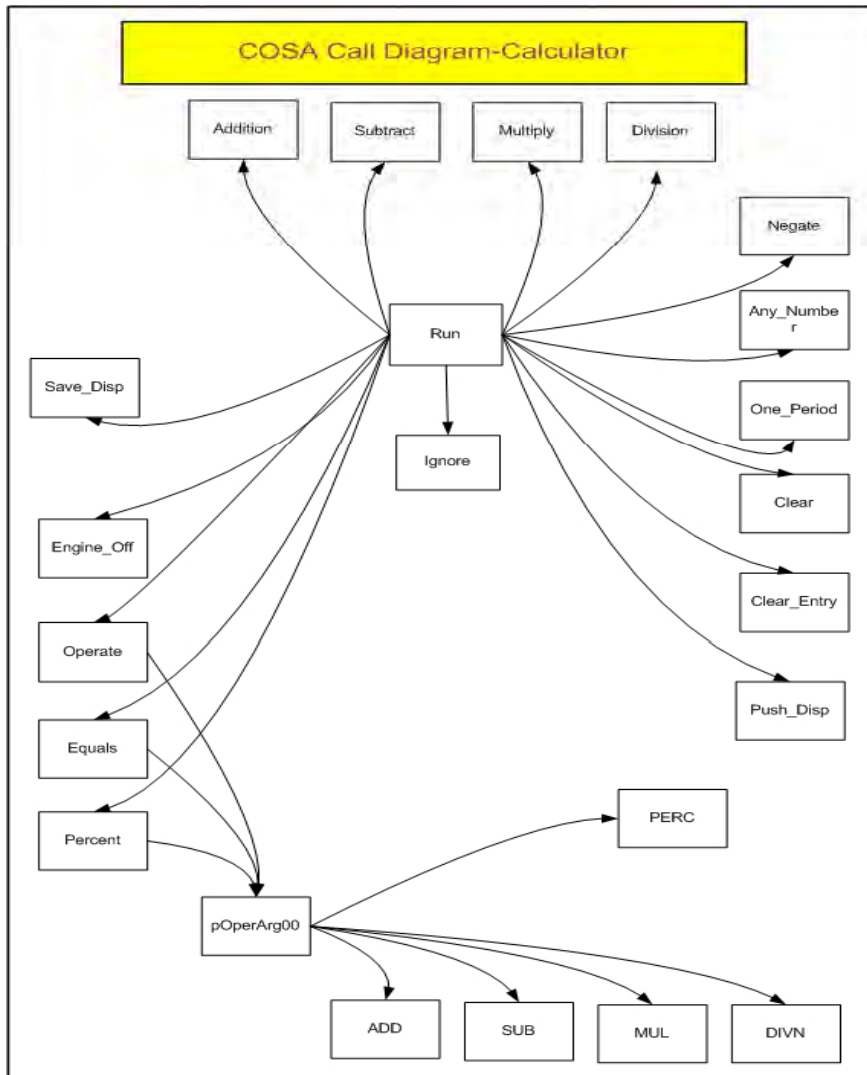 COSA Call Diagram-Calculator
Addition
Subtract
Multiply
Division
Negate
Any_Numbe
r
Run
Save_Disp
One_Period
Ignore
Clear
Engine_Off
Clear_Entry
Operate
Push_Disp
Equals
PERC
Percent
pOperArg00
ADD
SUB
MUL
DIVN